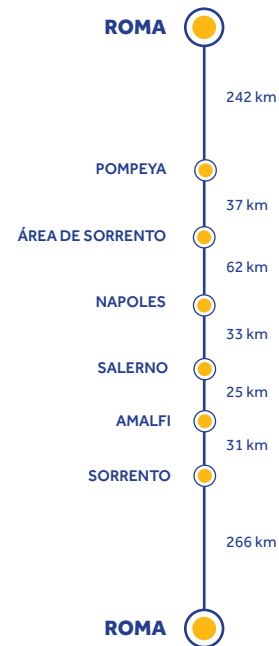 ROMA
242 km
POMPEYA
37 km
ÁREA DE SORRENTO
62 km
NAPOLES
33 km
SALERNO
25 km
AMALFI
31 km
SORRENTO
266 km
ROMA